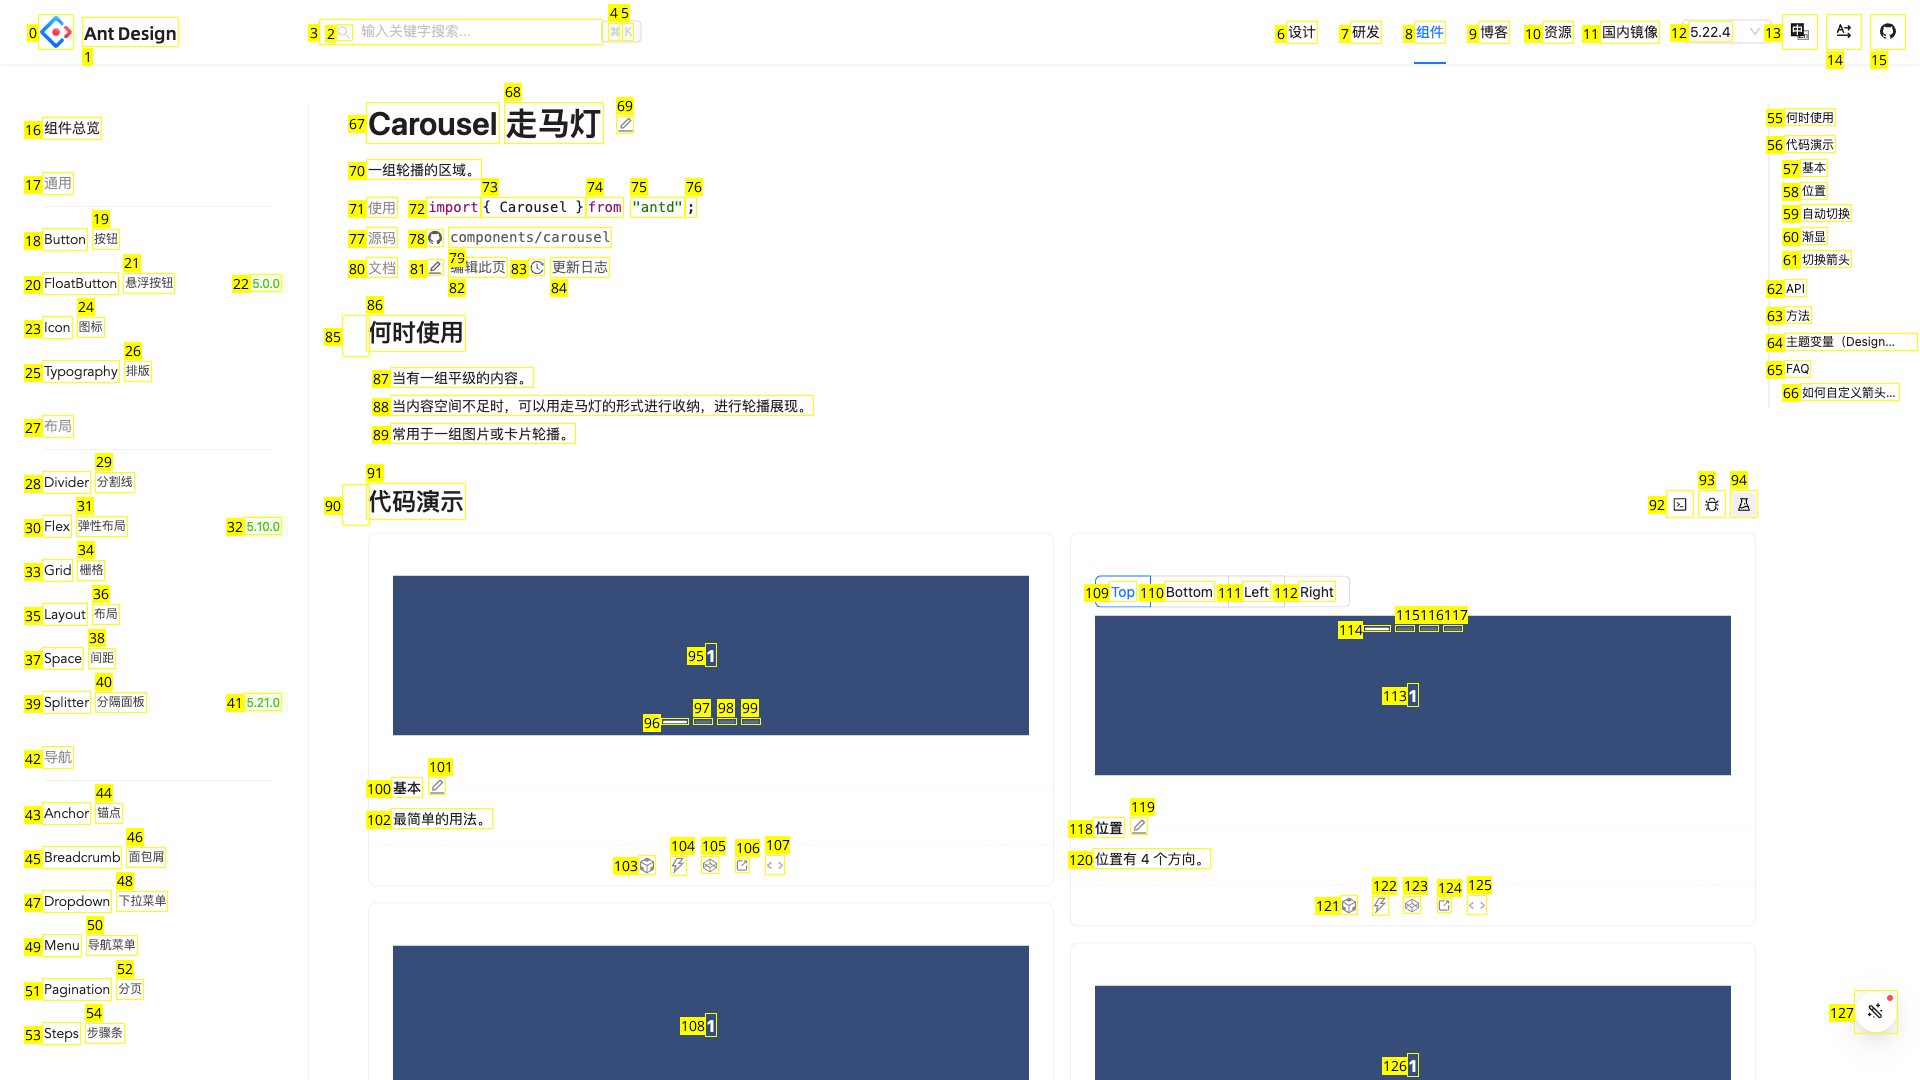 0 Ant Design
1
3 2 输入关键字搜索...
4 5
⌘ K
6 设计 7 研发 8 组件 9 博客 10 资源 11 国内镜像 12 5.22.4 13
14 15
16 组件总览
17 通用
19
18 Button 按钮
21
20 FloatButton 悬浮按钮 22 5.0.0
24
23 Icon 图标
26
25 Typography 排版
27 布局
29
28 Divider 分割线
31
30 Flex 弹性布局 32 5.10.0
34
33 Grid 栅格
36
35 Layout 布局
38
37 Space 间距
40
39 Splitter 分隔面板 41 5.21.0
42 导航
44
43 Anchor 锚点
46
45 Breadcrumb 面包屑
48
47 Dropdown 下拉菜单
50
49 Menu 导航菜单
52
51 Pagination 分页
54
53 Steps 步骤条
68
67 Carousel 走马灯 69
70 一组轮播的区域。
73 74 75 76
71 使用 72 import { Carousel } from "antd";
77 源码 78 components/carousel
79
80 文档 81 编辑此页 83 更新日志
82 84
86
85 何时使用
87 当有一组平级的内容。
88 当内容空间不足时，可以用走马灯的形式进行收纳，进行轮播展现。
89 常用于一组图片或卡片轮播。
91
90 代码演示
93 94
92
95 1
97 98 99
96
101
100 基本
102 最简单的用法。
104 105 106 107
103
108 1
109 Top 110 Bottom 111 Left 112 Right
115 116 117
114
113 1
119
118 位置
120 位置有 4 个方向。
122 123 124 125
121
126 1
55 何时使用
56 代码演示
57 基本
58 位置
59 自动切换
60 渐显
61 切换箭头
62 API
63 方法
64 主题变量（Design...
65 FAQ
66 如何自定义箭头...
127